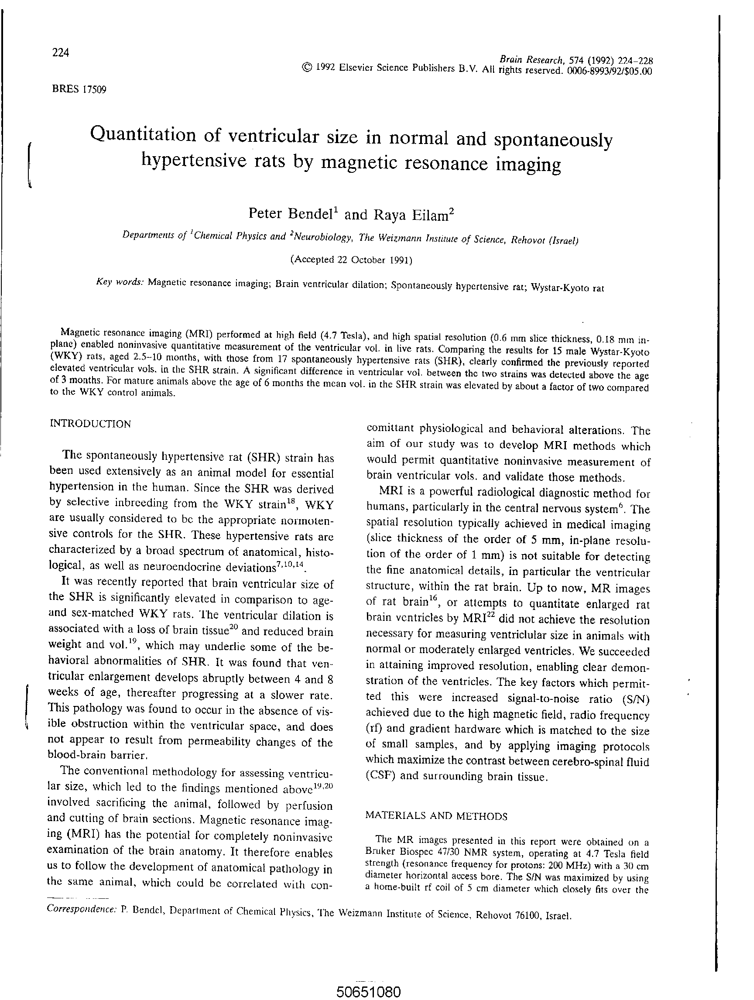 224
Brain Research, 574 (1992) 224–228
© 1992 Elsevier Science Publishers B.V. All rights reserved. 0006-8993/92/$05.00
BRES 17509
Quantitation of ventricular size in normal and spontaneously
hypertensive rats by magnetic resonance imaging
Peter Bendel¹ and Raya Eilam²
Departments of ¹Chemical Physics and ²Neurobiology, The Weizmann Institute of Science, Rehovot (Israel)
(Accepted 22 October 1991)
Key words: Magnetic resonance imaging; Brain ventricular dilation; Spontaneously hypertensive rat; Wystar-Kyoto rat
Magnetic resonance imaging (MRI) performed at high field (4.7 Tesla), and high spatial resolution (0.6 mm slice thickness, 0.18 mm in-
plane) enabled noninvasive quantitative measurement of the ventricular vol. in live rats. Comparing the results for 15 male Wystar-Kyoto
(WKY) rats, aged 2.5–10 months, with those from 17 spontaneously hypertensive rats (SHR), clearly confirmed the previously reported
elevated ventricular vols. in the SHR strain. A significant difference in ventricular vol. between the two strains was detected above the age
of 3 months. For mature animals above the age of 6 months the mean vol. in the SHR strain was elevated by about a factor of two compared
to the WKY control animals.
INTRODUCTION
The spontaneously hypertensive rat (SHR) strain has
been used extensively as an animal model for essential
hypertension in the human. Since the SHR was derived
by selective inbreeding from the WKY strain¹⁸, WKY
are usually considered to be the appropriate normoten-
sive controls for the SHR. These hypertensive rats are
characterized by a broad spectrum of anatomical, histo-
logical, as well as neuroendocrine deviations⁷,¹⁰,¹⁴.
It was recently reported that brain ventricular size of
the SHR is significantly elevated in comparison to age-
and sex-matched WKY rats. The ventricular dilation is
associated with a loss of brain tissue²⁰ and reduced brain
weight and vol.¹⁹, which may underlie some of the be-
havioral abnormalities of SHR. It was found that ven-
tricular enlargement develops abruptly between 4 and 8
weeks of age, thereafter progressing at a slower rate.
This pathology was found to occur in the absence of vis-
ible obstruction within the ventricular space, and does
not appear to result from permeability changes of the
blood-brain barrier.
The conventional methodology for assessing ventricu-
lar size, which led to the findings mentioned above¹⁹,²⁰
involved sacrificing the animal, followed by perfusion
and cutting of brain sections. Magnetic resonance imag-
ing (MRI) has the potential for completely noninvasive
examination of the brain anatomy. It therefore enables
us to follow the development of anatomical pathology in
the same animal, which could be correlated with con-
comittant physiological and behavioral alterations. The
aim of our study was to develop MRI methods which
would permit quantitative noninvasive measurement of
brain ventricular vols. and validate those methods.
MRI is a powerful radiological diagnostic method for
humans, particularly in the central nervous system⁶. The
spatial resolution typically achieved in medical imaging
(slice thickness of the order of 5 mm, in-plane resolu-
tion of the order of 1 mm) is not suitable for detecting
the fine anatomical details, in particular the ventricular
structure, within the rat brain. Up to now, MR images
of rat brain¹⁶, or attempts to quantitate enlarged rat
brain ventricles by MRI²² did not achieve the resolution
necessary for measuring ventriclular size in animals with
normal or moderately enlarged ventricles. We succeeded
in attaining improved resolution, enabling clear demon-
stration of the ventricles. The key factors which permit-
ted this were increased signal-to-noise ratio (S/N)
achieved due to the high magnetic field, radio frequency
(rf) and gradient hardware which is matched to the size
of small samples, and by applying imaging protocols
which maximize the contrast between cerebro-spinal fluid
(CSF) and surrounding brain tissue.
MATERIALS AND METHODS
The MR images presented in this report were obtained on a
Bruker Biospec 47/30 NMR system, operating at 4.7 Tesla field
strength (resonance frequency for protons: 200 MHz) with a 30 cm
diameter horizontal access bore. The S/N was maximized by using
a home-built rf coil of 5 cm diameter which closely fits over the
Correspondence: P. Bendel, Department of Chemical Physics, The Weizmann Institute of Science, Rehovot 76100, Israel.
50651080